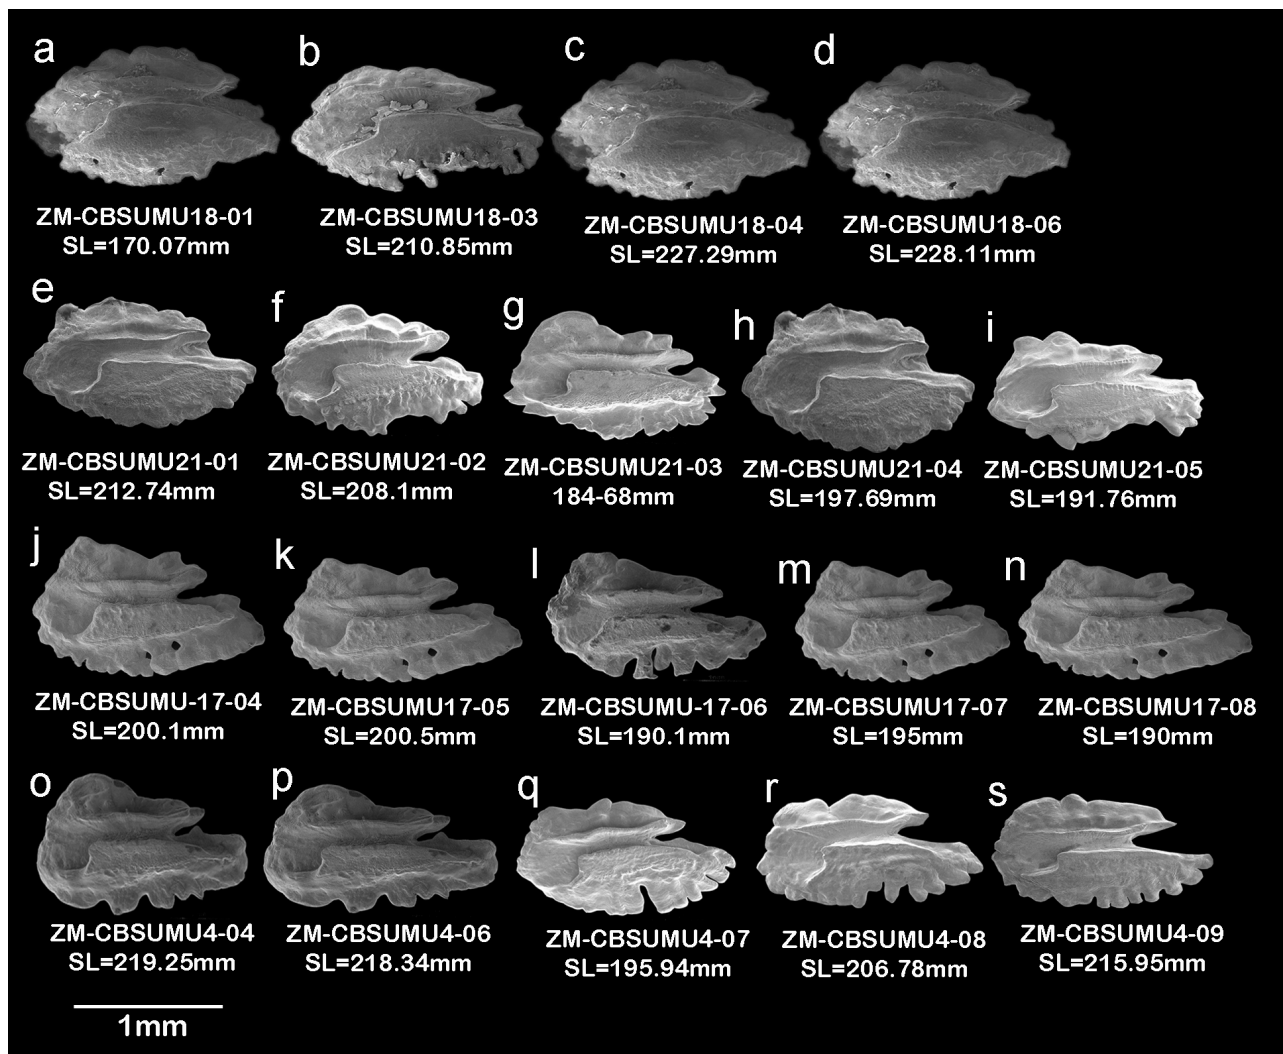 a b c d
ZM-CBSUMU18-01 ZM-CBSUMU18-03 ZM-CBSUMU18-04 ZM-CBSUMU18-06
SL=170.07mm SL=210.85mm SL=227.29mm SL=228.11mm
e f g h i
ZM-CBSUMU21-01 ZM-CBSUMU21-02 ZM-CBSUMU21-03 ZM-CBSUMU21-04 ZM-CBSUMU21-05
SL=212.74mm SL=208.1mm 184-68mm SL=197.69mm SL=191.76mm
j k l m n
ZM-CBSUMU-17-04 ZM-CBSUMU17-05 ZM-CBSUMU-17-06 ZM-CBSUMU17-07 ZM-CBSUMU17-08
SL=200.1mm SL=200.5mm SL=190.1mm SL=195mm SL=190mm
o p q r s
ZM-CBSUMU4-04 ZM-CBSUMU4-06 ZM-CBSUMU4-07 ZM-CBSUMU4-08 ZM-CBSUMU4-09
SL=219.25mm SL=218.34mm SL=195.94mm SL=206.78mm SL=215.95mm
1mm